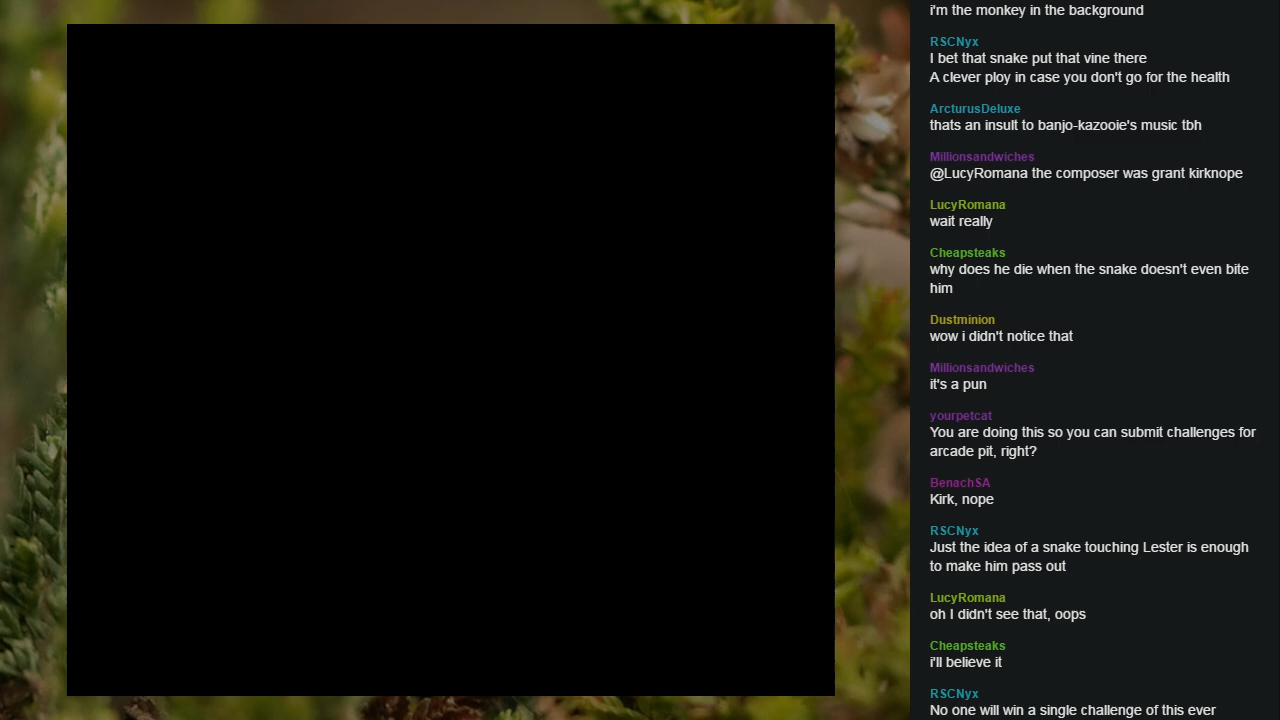 i'm the monkey in the background
RSCNyx
I bet that snake put that vine there
A clever ploy in case you don't go for the health
ArcturusDeluxe
thats an insult to banjo-kazooie's music tbh
Millionsandwiches
@LucyRomana the composer was grant kirknope
LucyRomana
wait really
Cheapsteaks
why does he die when the snake doesn't even bite
him
Dustminion
wow i didn't notice that
Millionsandwiches
it's a pun
yourpetcat
You are doing this so you can submit challenges for
arcade pit, right?
BenachSA
Kirk, nope
RSCNyx
Just the idea of a snake touching Lester is enough
to make him pass out
LucyRomana
oh I didn't see that, oops
Cheapsteaks
i'll believe it
RSCNyx
No one will win a single challenge of this ever